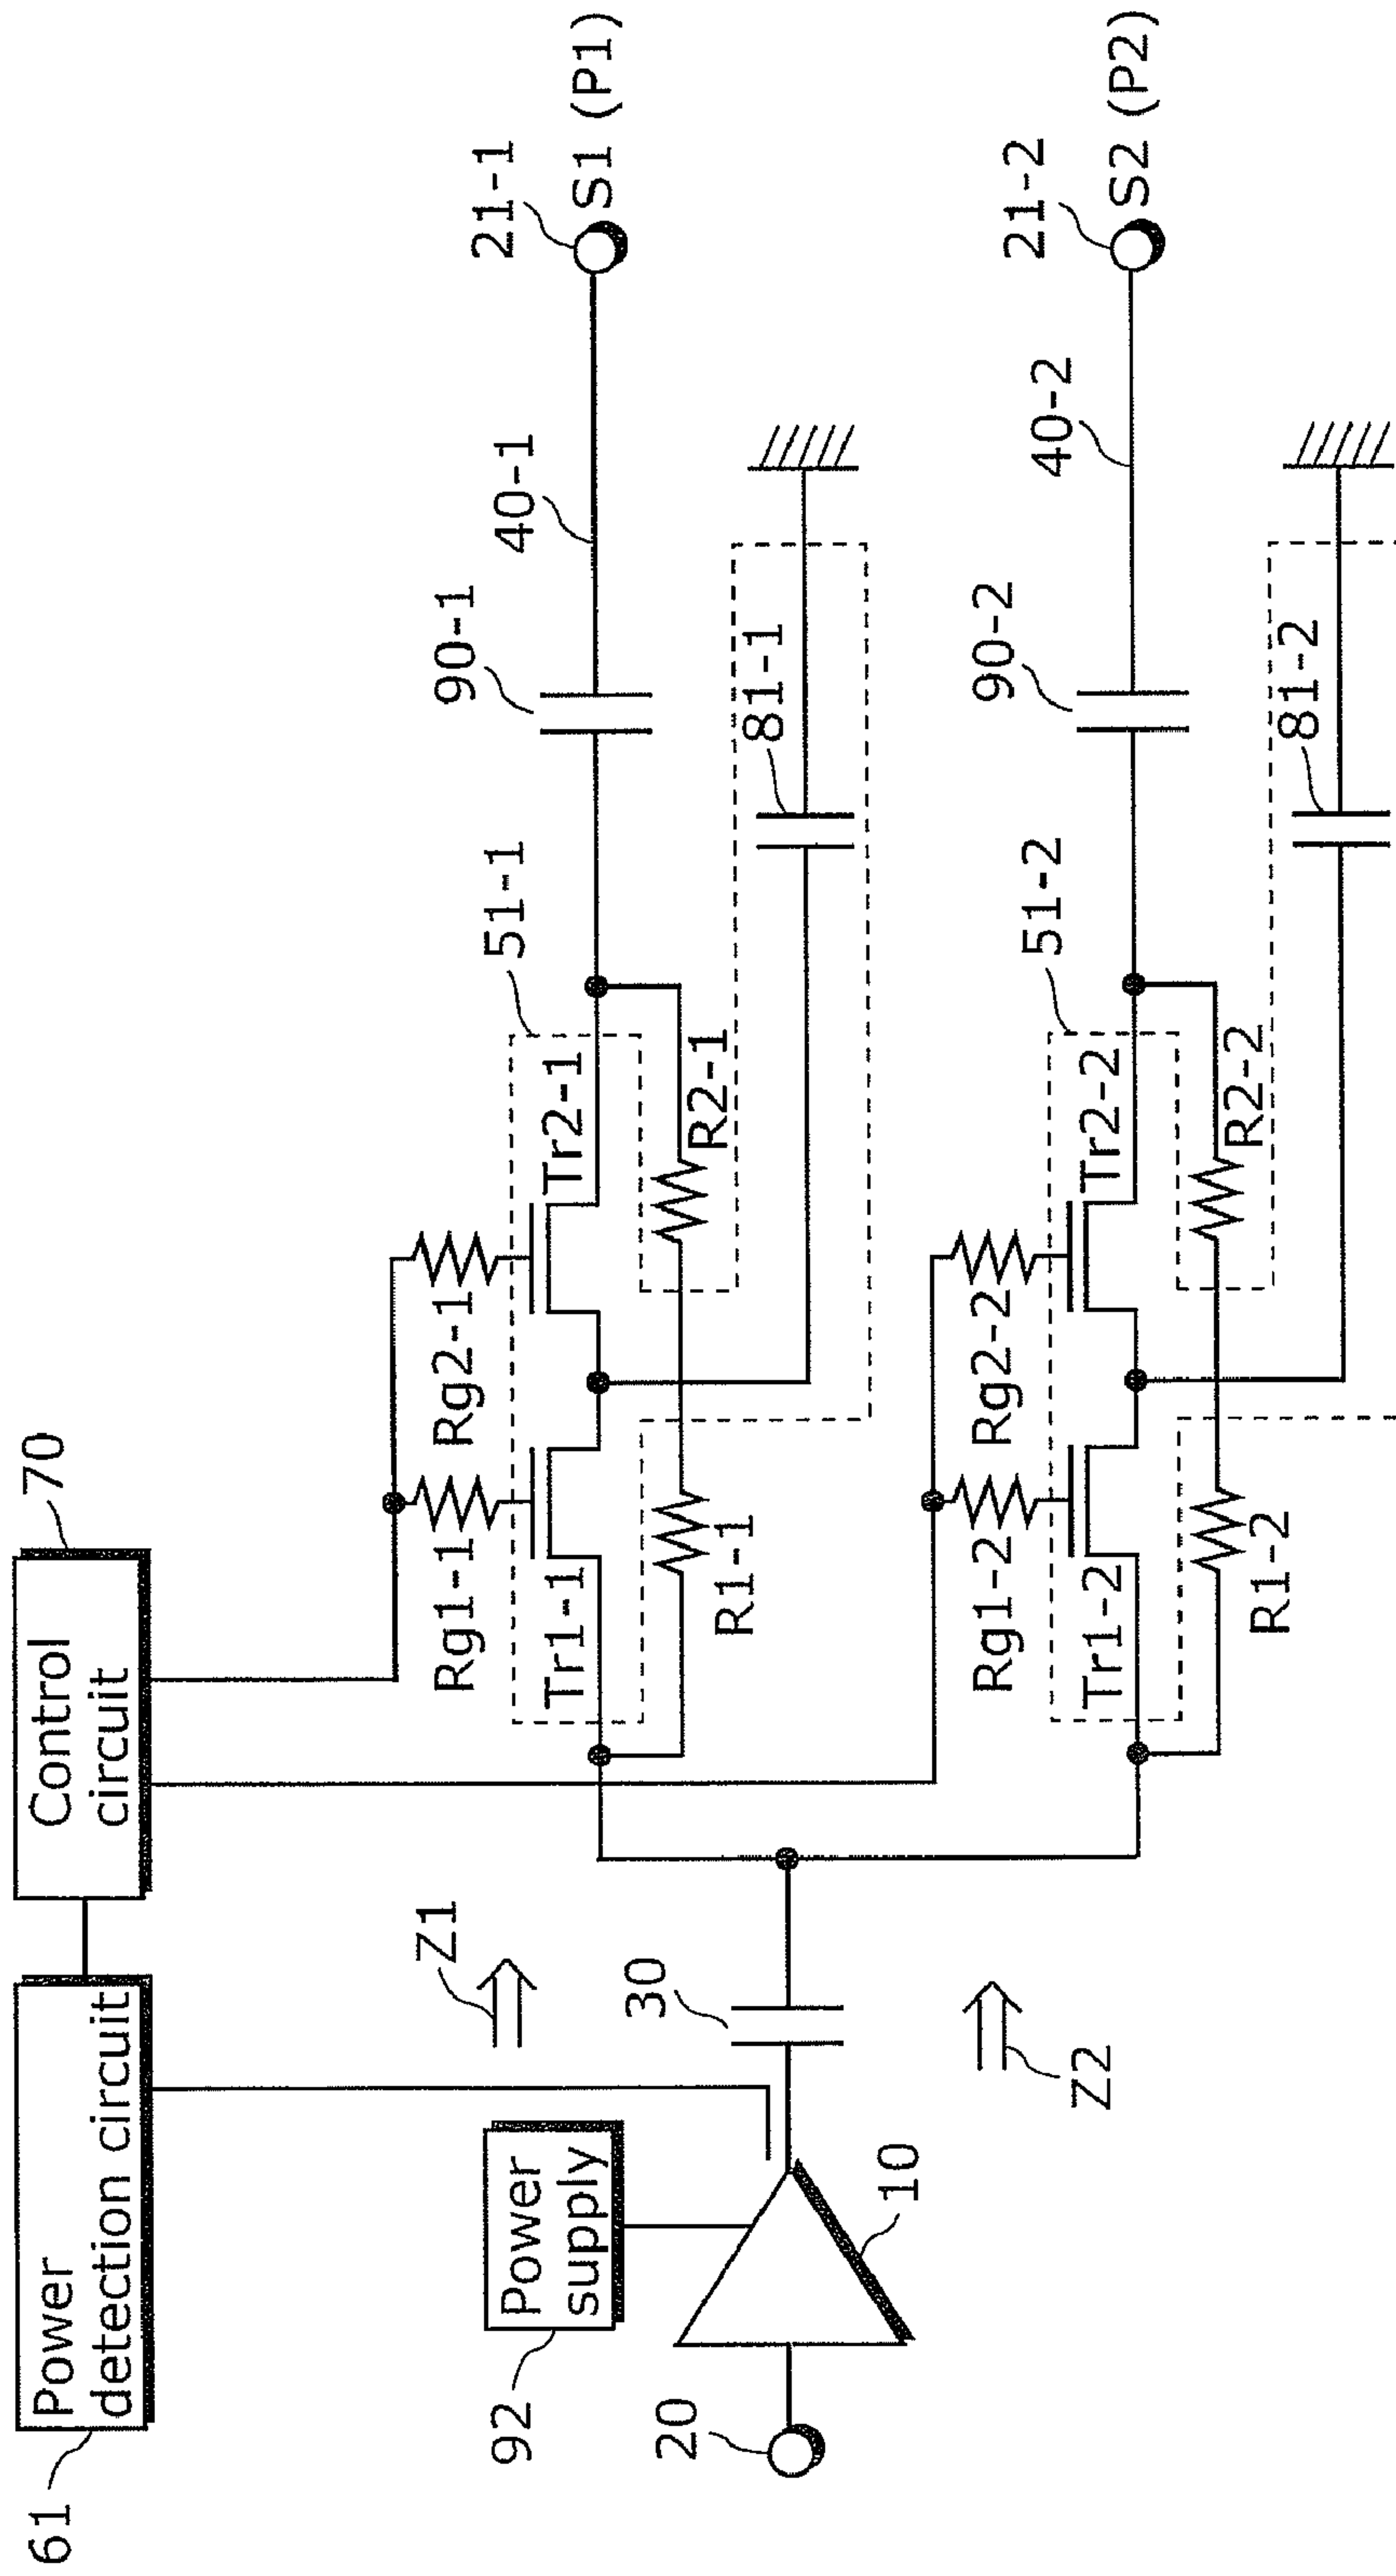 61
Power
detection circuit
Control
circuit
70
92
Power
supply
20
10
30
Z1
Z2
Rg1-1
Rg2-1
Tr1-1
Tr2-1
51-1
R1-1
R2-1
90-1
81-1
40-1
21-1
S1 (P1)
Rg1-2
Rg2-2
Tr1-2
Tr2-2
51-2
R1-2
R2-2
90-2
81-2
40-2
21-2
S2 (P2)